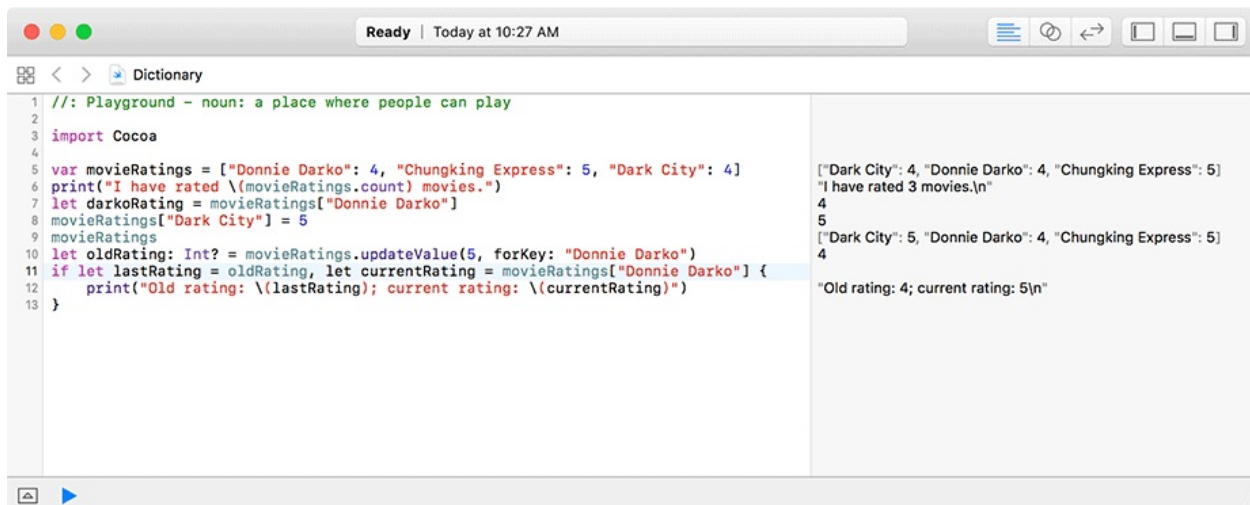 Ready | Today at 10:27 AM
Dictionary
1 //: Playground – noun: a place where people can play
2
3 import Cocoa
4
5 var movieRatings = ["Donnie Darko": 4, "Chungking Express": 5, "Dark City": 4]
["Dark City": 4, "Donnie Darko": 4, "Chungking Express": 5]
6 print("I have rated \(movieRatings.count) movies.")
"I have rated 3 movies.\n"
7 let darkoRating = movieRatings["Donnie Darko"]
4
8 movieRatings["Dark City"] = 5
5
9 movieRatings
["Dark City": 5, "Donnie Darko": 4, "Chungking Express": 5]
10 let oldRating: Int? = movieRatings.updateValue(5, forKey: "Donnie Darko")
4
11 if let lastRating = oldRating, let currentRating = movieRatings["Donnie Darko"] {
12     print("Old rating: \(lastRating); current rating: \(currentRating)")
"Old rating: 4; current rating: 5\n"
13 }